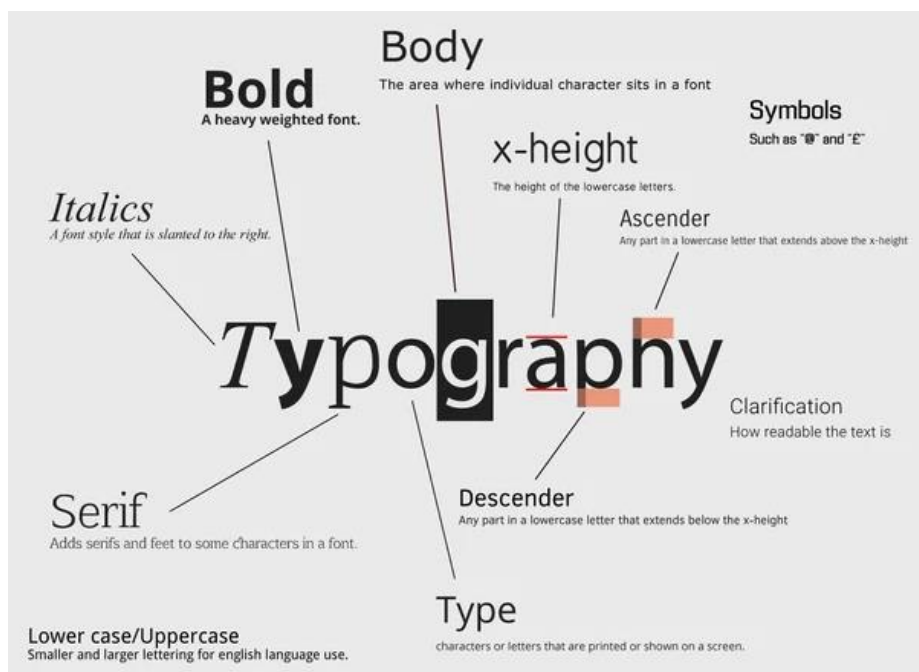 Body
The area where individual character sits in a font
Bold
A heavy weighted font.
Symbols
Such as "@" and "£"
x-height
The height of the lowercase letters.
Italics
A font style that is slanted to the right.
Ascender
Any part in a lowercase letter that extends above the x-height
Typography
Clarification
How readable the text is
Descender
Any part in a lowercase letter that extends below the x-height
Serif
Adds serifs and feet to some characters in a font.
Type
characters or letters that are printed or shown on a screen.
Lower case/Uppercase
Smaller and larger lettering for english language use.